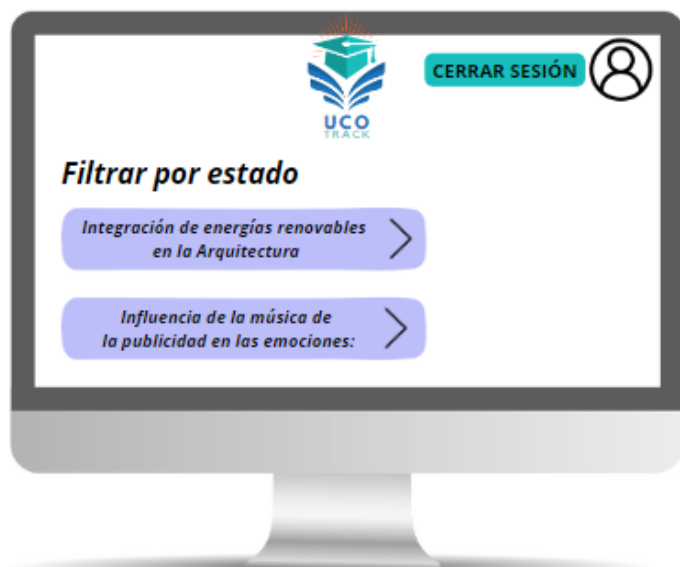 UCO
TRACK
CERRAR SESIÓN
Filtrar por estado
Integración de energías renovables
en la Arquitectura
Influencia de la música de
la publicidad en las emociones: